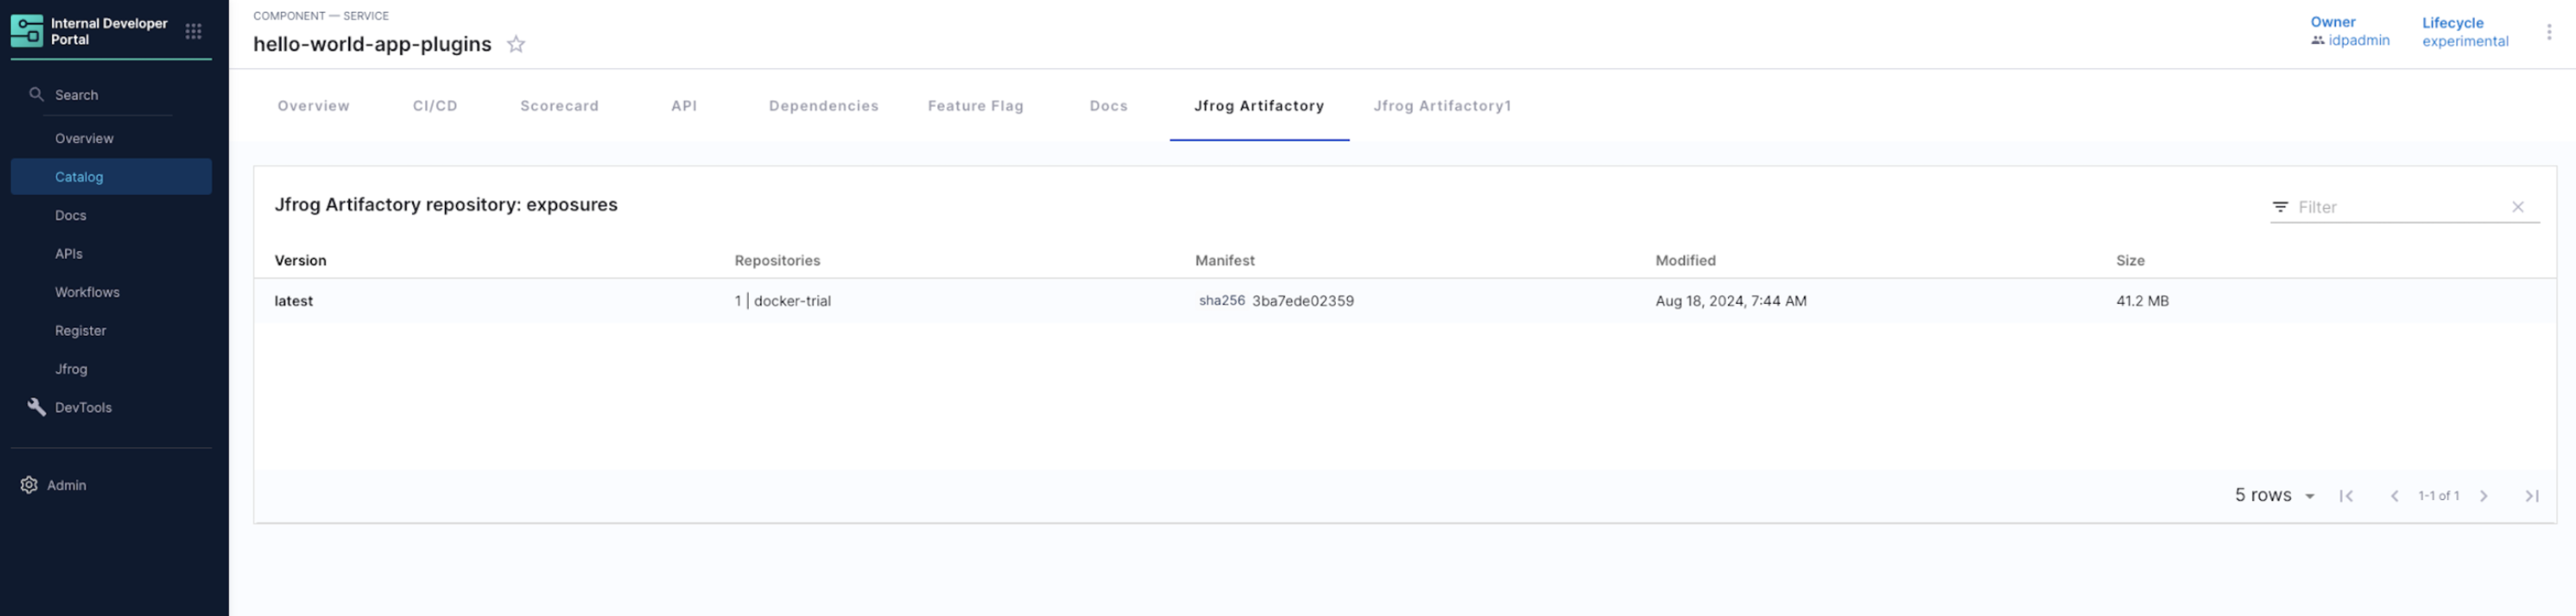 Internal Developer
Portal
Search
Overview
Catalog
Docs
APIs
Workflows
Register
Jfrog
DevTools
Admin
COMPONENT — SERVICE
hello-world-app-plugins
Owner
idpadmin
Lifecycle
experimental
Overview CI/CD Scorecard API Dependencies Feature Flag Docs Jfrog Artifactory Jfrog Artifactory1
Jfrog Artifactory repository: exposures
Filter
Version Repositories Manifest Modified Size
latest 1 | docker-trial sha256 3ba7ede02359 Aug 18, 2024, 7:44 AM 41.2 MB
5 rows 1-1 of 1